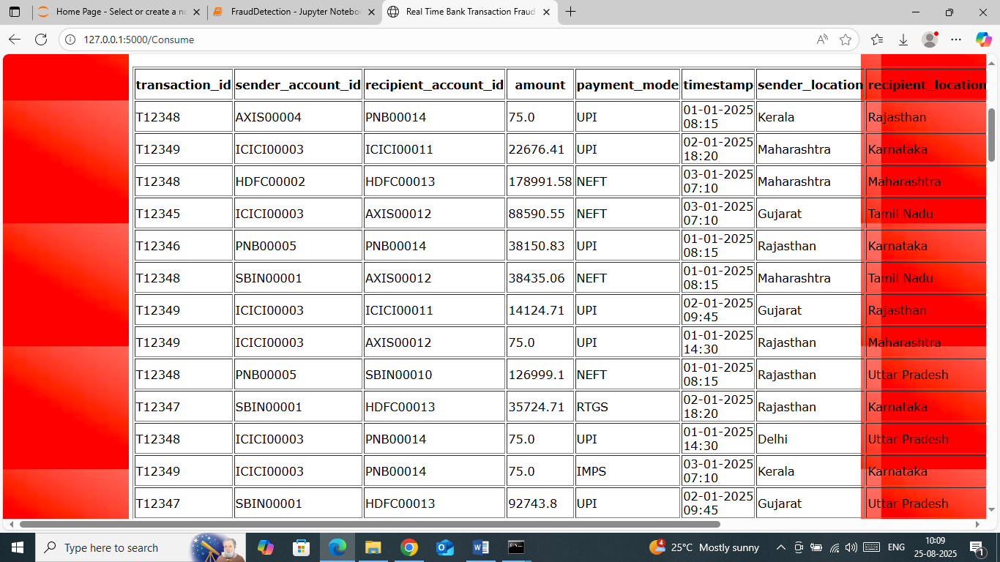 Home Page - Select or create a no
FraudDetection - Jupyter Noteboo
Real Time Bank Transaction Fraud
127.0.0.1:5000/Consume
transaction_id sender_account_id recipient_account_id amount payment_mode timestamp sender_location recipient_location
T12348 AXIS00004 PNB00014 75.0 UPI 01-01-2025 08:15 Kerala Rajasthan
T12349 ICICI00003 ICICI00011 22676.41 UPI 02-01-2025 18:20 Maharashtra Karnataka
T12348 HDFC00002 HDFC00013 178991.58 NEFT 03-01-2025 07:10 Maharashtra Maharashtra
T12345 ICICI00003 AXIS00012 88590.55 NEFT 03-01-2025 07:10 Gujarat Tamil Nadu
T12346 PNB00005 PNB00014 38150.83 UPI 01-01-2025 08:15 Rajasthan Karnataka
T12348 SBIN00001 AXIS00012 38435.06 NEFT 01-01-2025 08:15 Maharashtra Tamil Nadu
T12349 ICICI00003 ICICI00011 14124.71 UPI 02-01-2025 09:45 Gujarat Rajasthan
T12349 ICICI00003 AXIS00012 75.0 UPI 01-01-2025 14:30 Rajasthan Maharashtra
T12348 PNB00005 SBIN00010 126999.1 NEFT 01-01-2025 08:15 Rajasthan Uttar Pradesh
T12347 SBIN00001 HDFC00013 35724.71 RTGS 02-01-2025 18:20 Rajasthan Karnataka
T12348 ICICI00003 PNB00014 75.0 UPI 01-01-2025 14:30 Delhi Uttar Pradesh
T12349 ICICI00003 PNB00014 75.0 IMPS 03-01-2025 07:10 Kerala Karnataka
T12347 SBIN00001 HDFC00013 92743.8 UPI 02-01-2025 09:45 Gujarat Uttar Pradesh
Type here to search
4
25°C Mostly sunny
ENG
10:09
25-08-2025
1